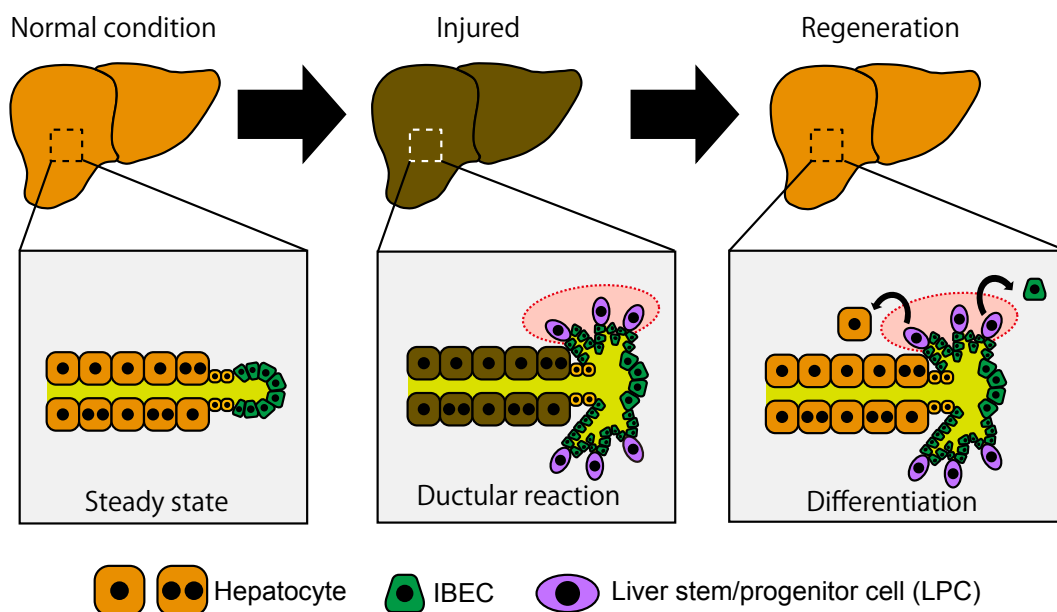 Normal condition
Injured
Regeneration
Steady state
Ductular reaction
Differentiation
Hepatocyte
IBEC
Liver stem/progenitor cell (LPC)